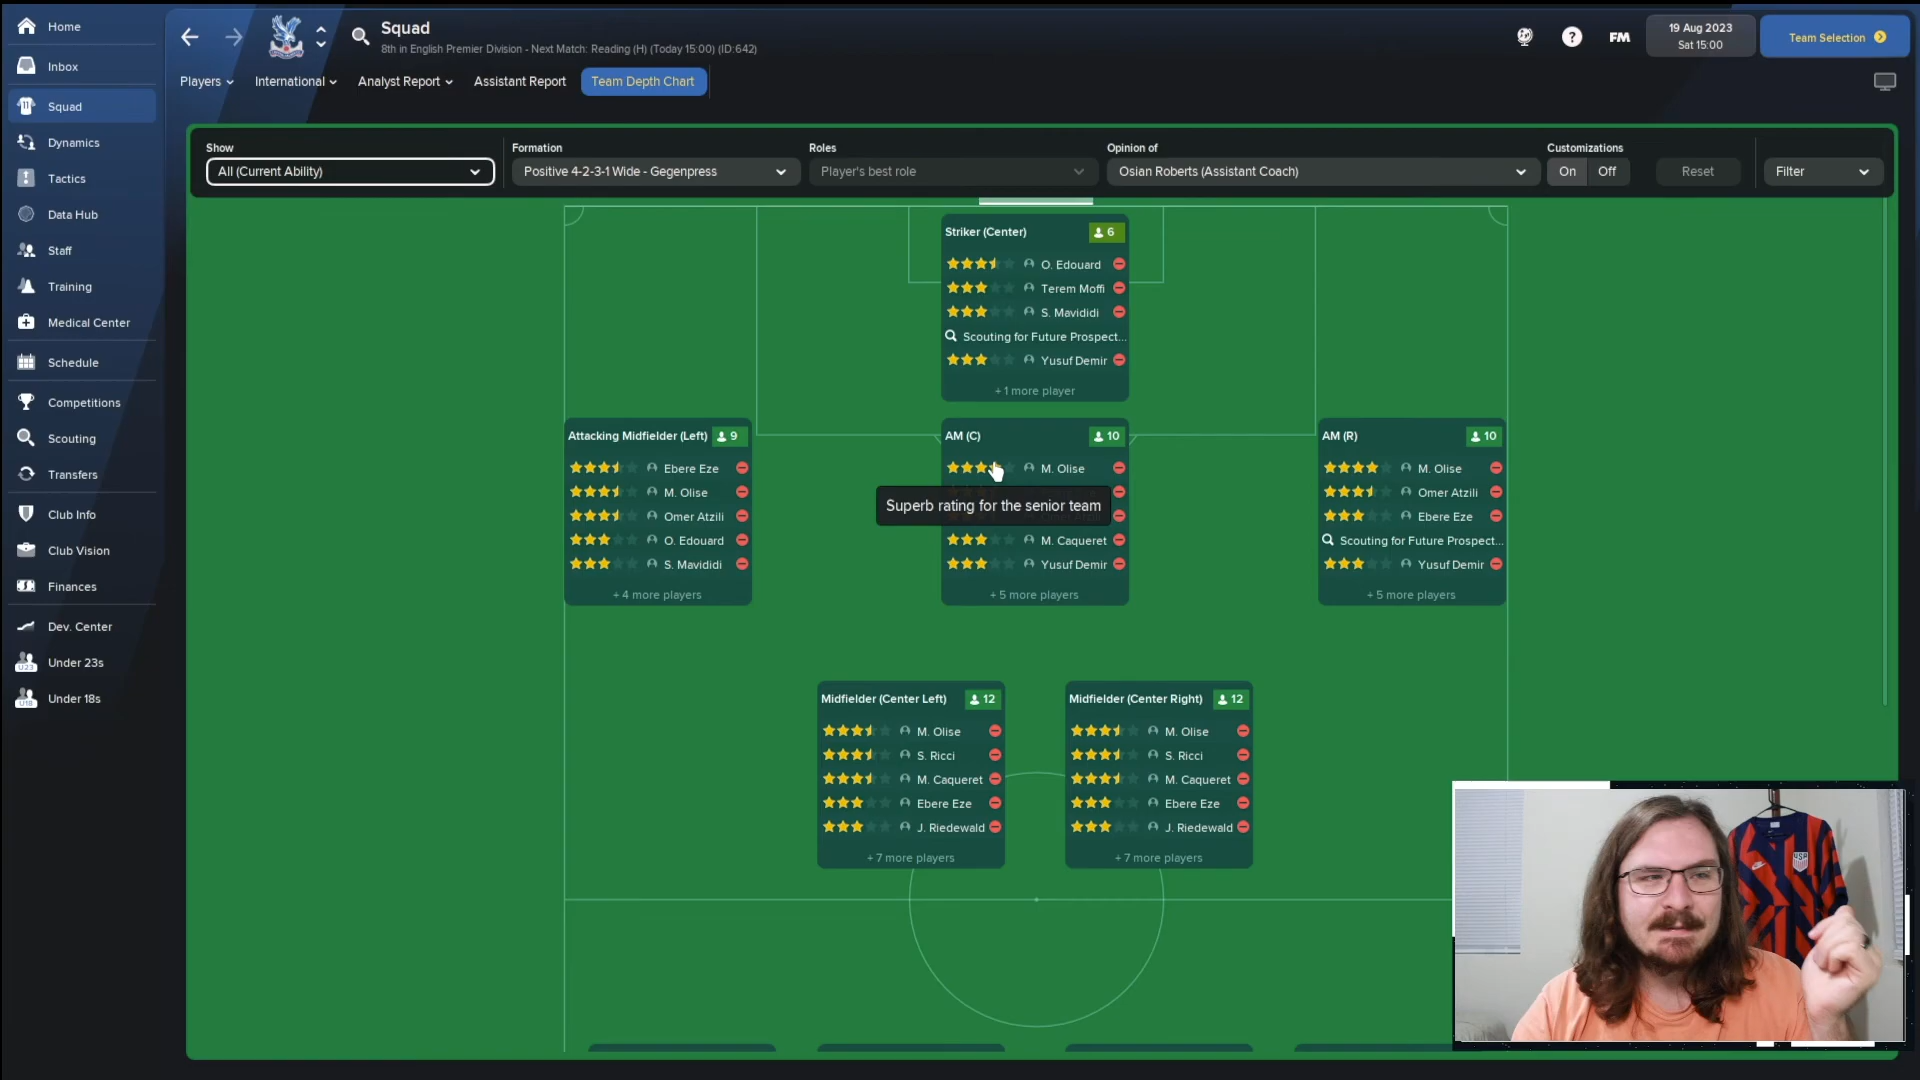 Home
Inbox
Squad
Dynamics
Tactics
Data Hub
Staff
Training
Medical Center
Schedule
Competitions
Scouting
Transfers
Club Info
Club Vision
Finances
Dev. Center
U23 Under 23s
U18 Under 18s
Squad
8th in English Premier Division - Next Match: Reading (H) (Today 15:00) (ID:642)
FM
19 Aug 2023
Sat 15:00
Team Selection
Players International Analyst Report Assistant Report Team Depth Chart
Show
All (Current Ability)
Formation
Positive 4-2-3-1 Wide - Gegenpress
Roles
Player's best role
Opinion of
Osian Roberts (Assistant Coach)
Customizations
On Off
Reset
Filter
Striker (Center) 6
O. Edouard
Terem Moffi
S. Mavididi
Scouting for Future Prospect...
Yusuf Demir
+ 1 more player
Attacking Midfielder (Left) 9
Ebere Eze
M. Olise
Omer Atzili
O. Edouard
S. Mavididi
+ 4 more players
AM (C) 10
M. Olise
Superb rating for the senior team
M. Caqueret
Yusuf Demir
+ 5 more players
AM (R) 10
M. Olise
Omer Atzili
Ebere Eze
Scouting for Future Prospect...
Yusuf Demir
+ 5 more players
Midfielder (Center Left) 12
M. Olise
S. Ricci
M. Caqueret
Ebere Eze
J. Riedewald
+ 7 more players
Midfielder (Center Right) 12
M. Olise
S. Ricci
M. Caqueret
Ebere Eze
J. Riedewald
+ 7 more players